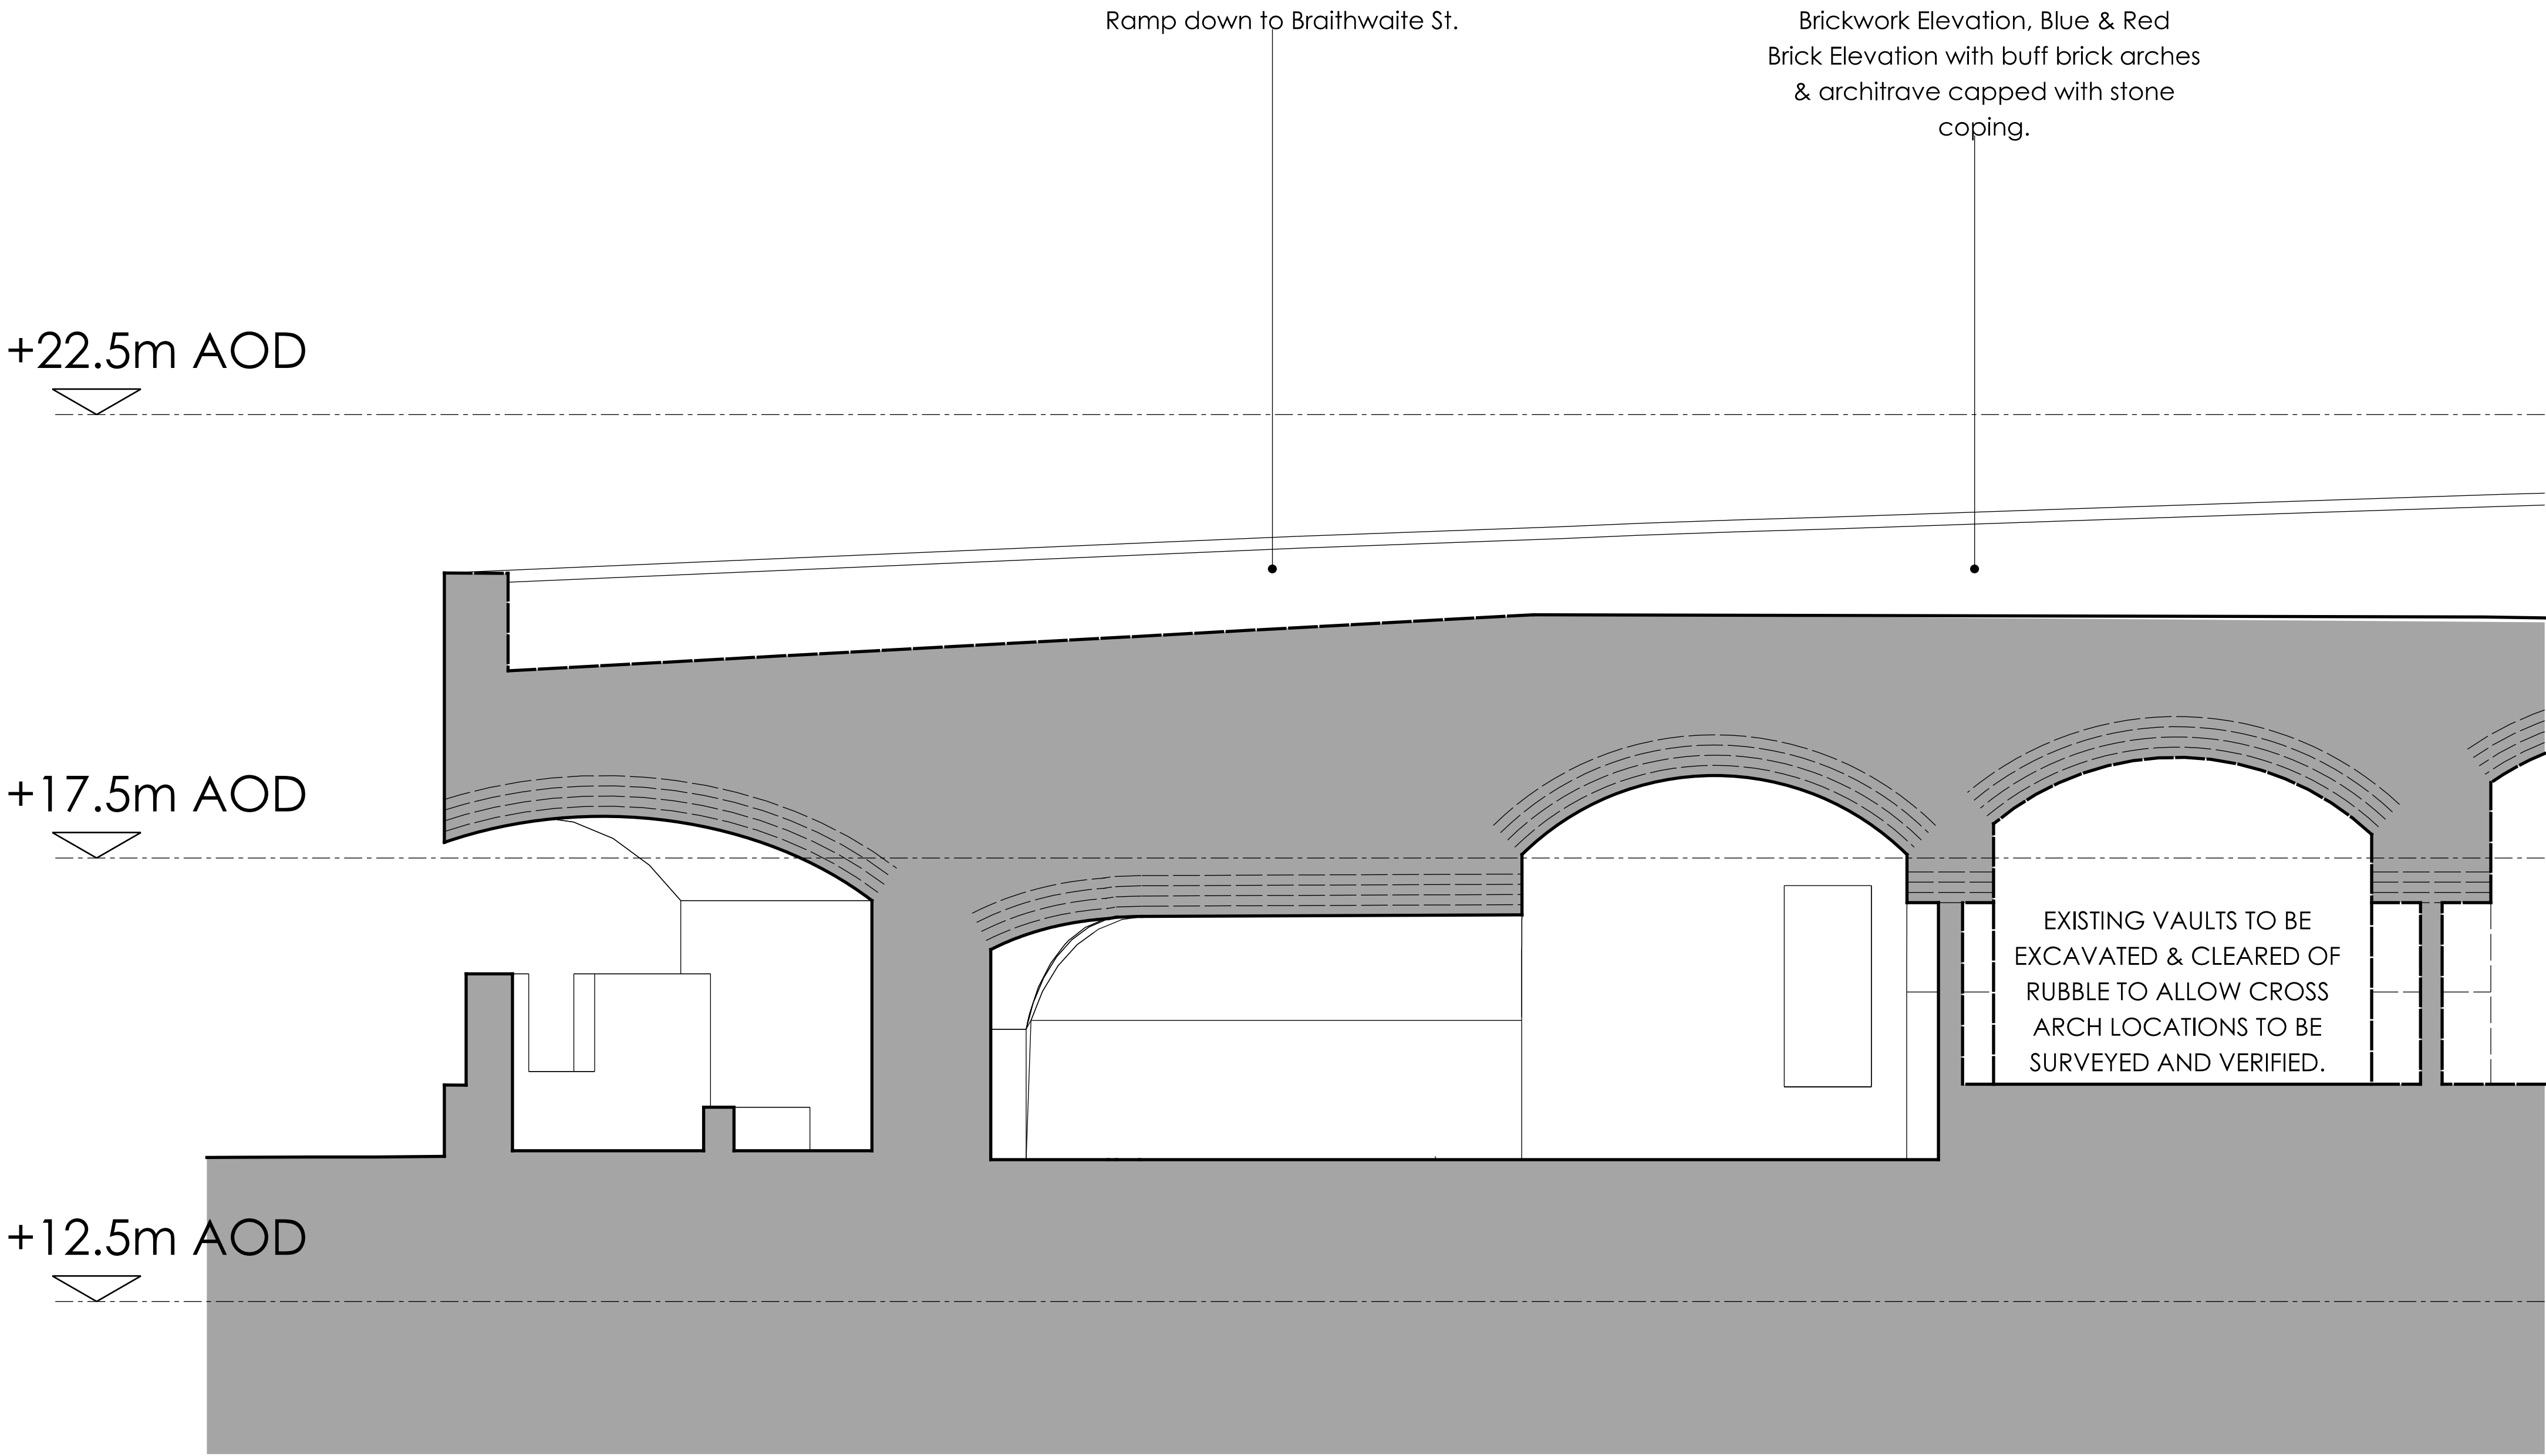 Ramp down to Braithwaite St.
Brickwork Elevation, Blue & Red
Brick Elevation with buff brick arches
& architrave capped with stone
coping.
+22.5m AOD
+17.5m AOD
EXISTING VAULTS TO BE
EXCAVATED & CLEARED OF
RUBBLE TO ALLOW CROSS
ARCH LOCATIONS TO BE
SURVEYED AND VERIFIED.
+12.5m AOD